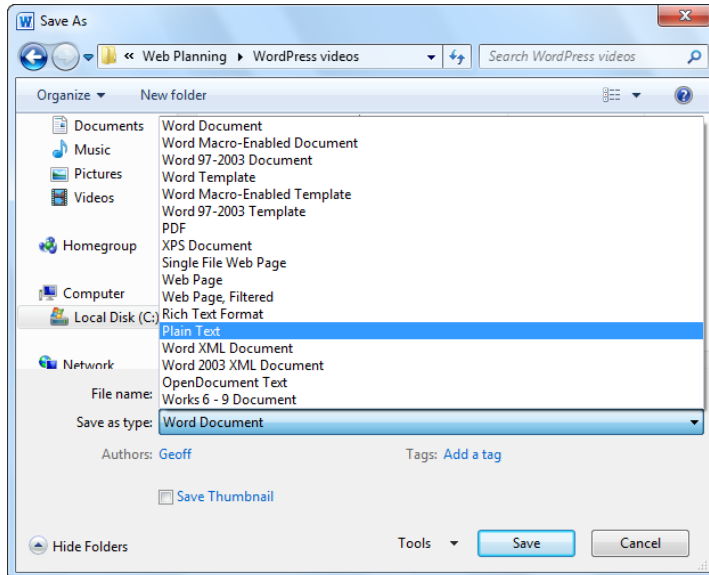 Save As
« Web Planning WordPress videos Search WordPress videos
Organize New folder
Documents
Music
Pictures
Videos
Homegroup
Computer
Local Disk (C:)
Network
Word Document
Word Macro-Enabled Document
Word 97-2003 Document
Word Template
Word Macro-Enabled Template
Word 97-2003 Template
PDF
XPS Document
Single File Web Page
Web Page
Web Page, Filtered
Rich Text Format
Plain Text
Word XML Document
Word 2003 XML Document
OpenDocument Text
Works 6 - 9 Document
File name:
Save as type: Word Document
Authors: Geoff Tags: Add a tag
Save Thumbnail
Hide Folders Tools Save Cancel